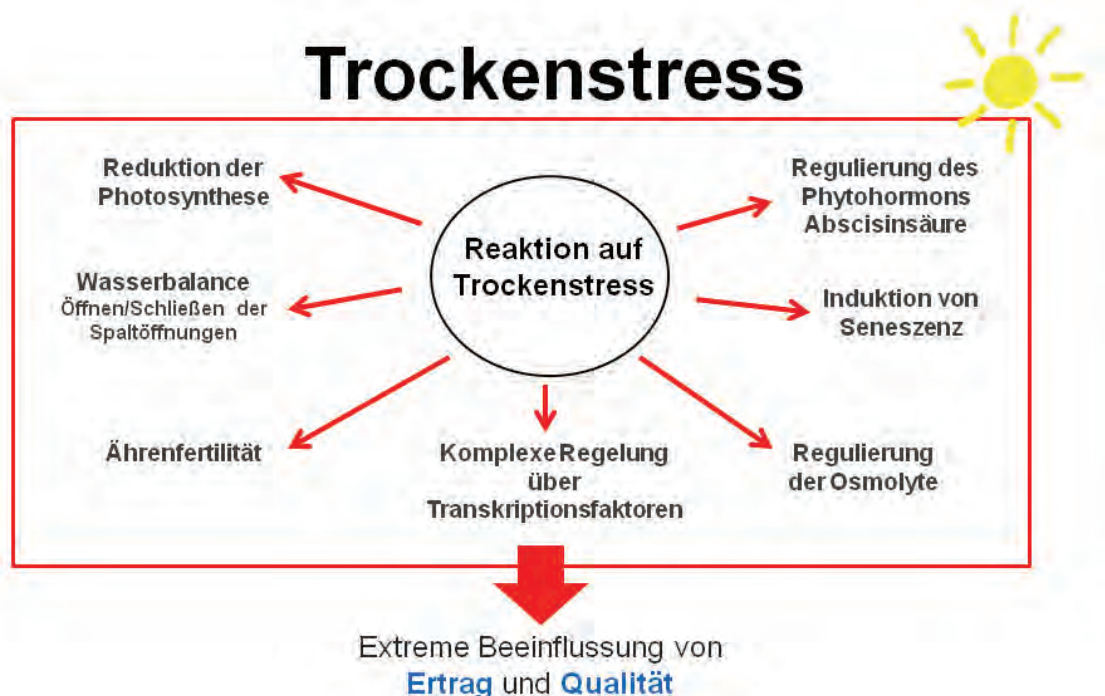 Trockenstress
Reduktion der
Photosynthese
Wasserbalance
Öffnen/Schließen der
Spaltöffnungen
Ährenfertilität
Reaktion auf
Trockenstress
Komplexe Regelung
über
Transkriptionsfaktoren
Regulierung des
Phytohormons
Abscisinsäure
Induktion von
Seneszenz
Regulierung
der Osmolyte
Extreme Beeinflussung von
Ertrag und Qualität